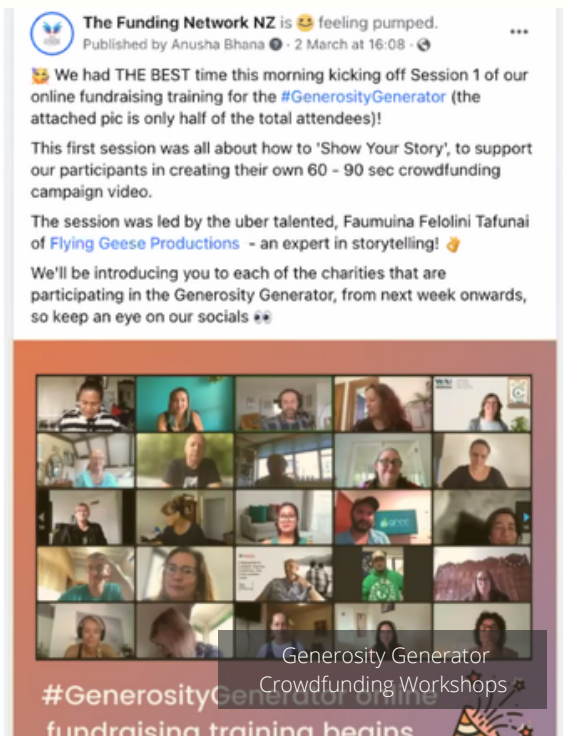 The Funding Network NZ is 😆 feeling pumped.
Published by Anusha Bhana · 2 March at 16:08 ·
🥰 We had THE BEST time this morning kicking off Session 1 of our
online fundraising training for the #GenerosityGenerator (the
attached pic is only half of the total attendees)!
This first session was all about how to 'Show Your Story', to support
our participants in creating their own 60 - 90 sec crowdfunding
campaign video.
The session was led by the uber talented, Faumuina Felolini Tafunai
of Flying Geese Productions - an expert in storytelling! 👌
We'll be introducing you to each of the charities that are
participating in the Generosity Generator, from next week onwards,
so keep an eye on our socials 👀
Generosity Generator
Crowdfunding Workshops
#GenerosityGenerator online
fundraising training begins